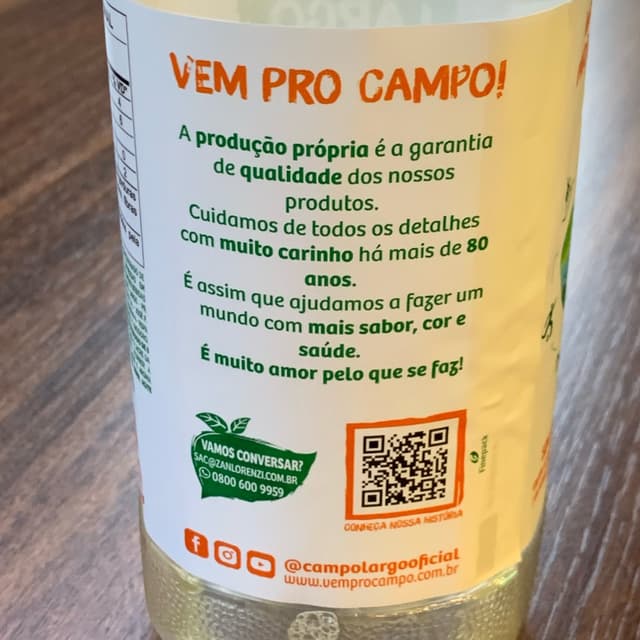 VEM PRO CAMPO!
A produção própria é a garantia
de qualidade dos nossos
produtos.
Cuidamos de todos os detalhes
com muito carinho há mais de 80
anos.
É assim que ajudamos a fazer um
mundo com mais sabor, cor e
saúde.
É muito amor pelo que se faz!
VAMOS CONVERSAR?
SAC@ZANLORENZI.COM.BR
0800 600 9959
CONHEÇA NOSSA HISTÓRIA
Finepack
@campolargooficial
www.vemprocampo.com.br